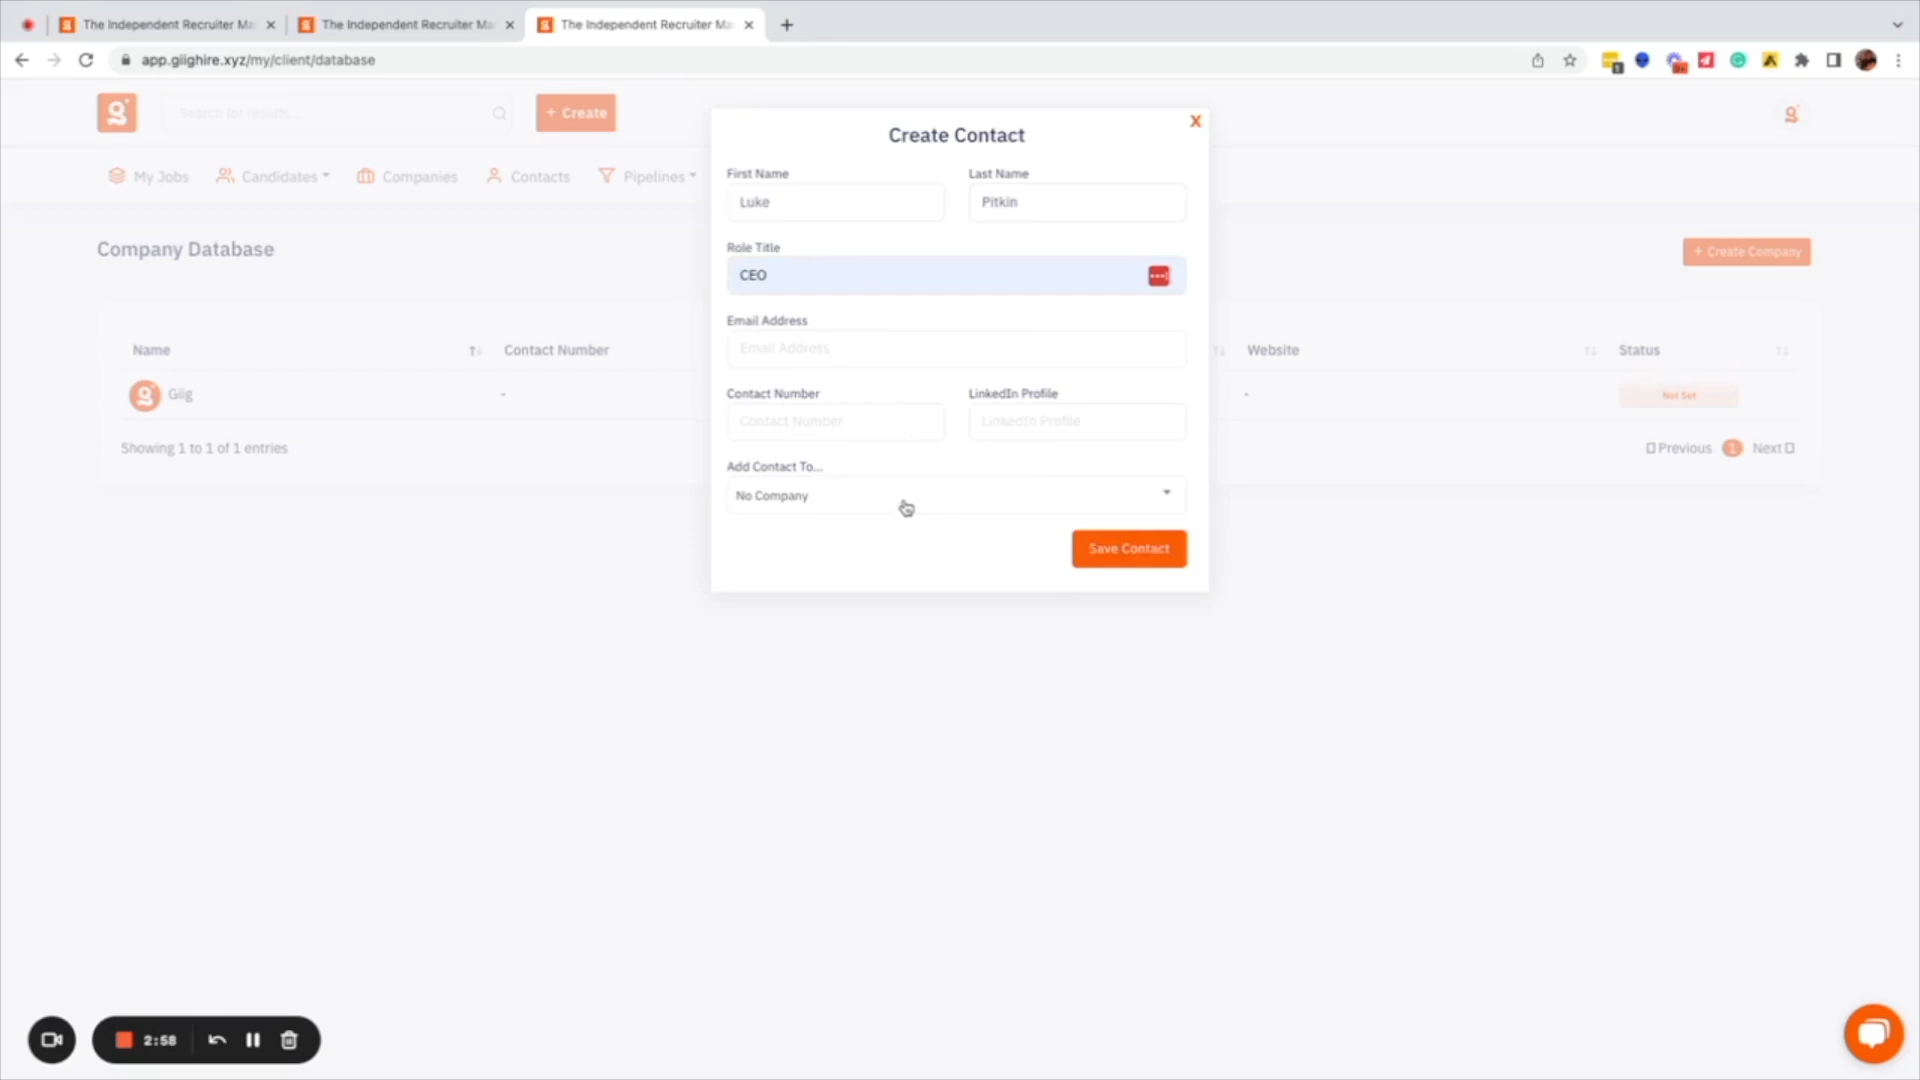 The Independent Recruiter Ma
The Independent Recruiter Ma
The Independent Recruiter Ma
app.giighire.xyz/my/client/database
Search for results...
+ Create
My Jobs
Candidates
Companies
Contacts
Pipelines
Company Database
+ Create Company
Name
Contact Number
Website
Status
Giig
-
-
Not Set
Showing 1 to 1 of 1 entries
Previous 1 Next
Create Contact
X
First Name
Last Name
Luke
Pitkin
Role Title
CEO
Email Address
Email Address
Contact Number
LinkedIn Profile
Contact Number
LinkedIn Profile
Add Contact To...
No Company
Save Contact
2:58